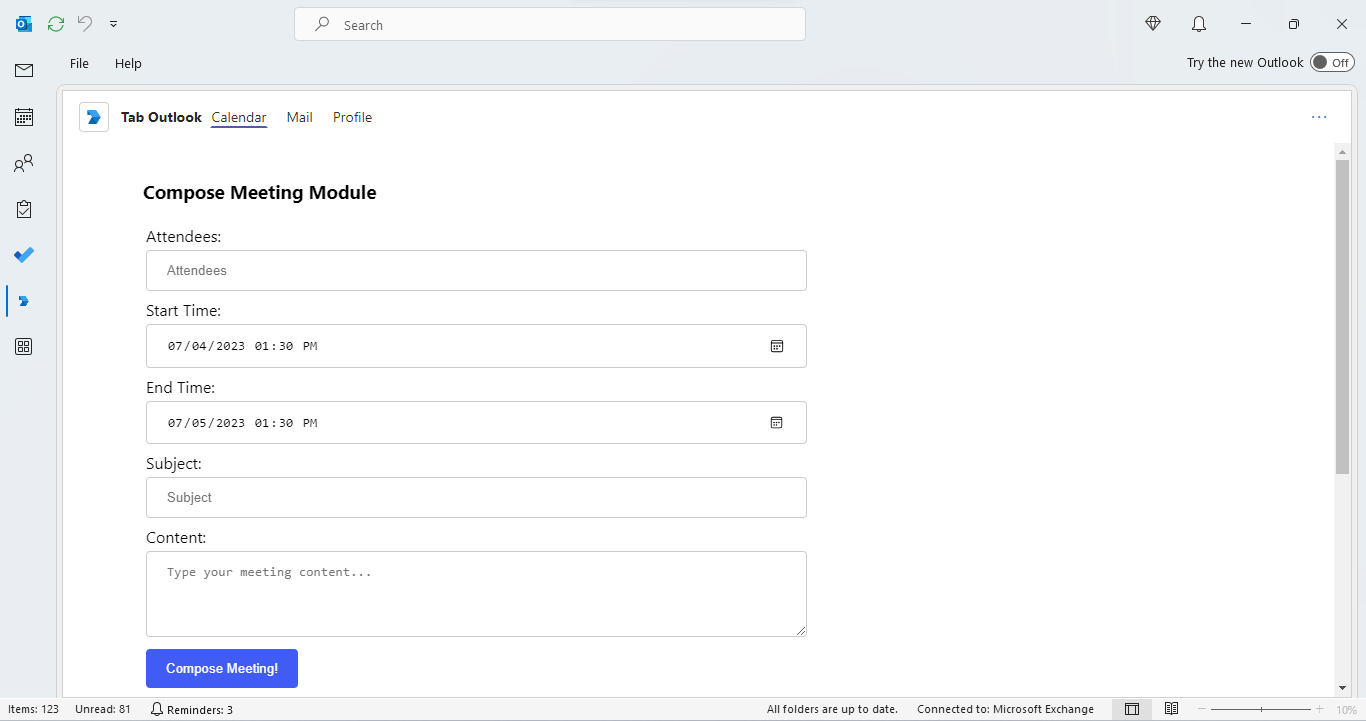 Search
File Help Try the new Outlook Off
Tab Outlook Calendar Mail Profile
Compose Meeting Module
Attendees:
Attendees
Start Time:
07/04/2023 01:30 PM
End Time:
07/05/2023 01:30 PM
Subject:
Subject
Content:
Type your meeting content...
Compose Meeting!
Items: 123 Unread: 81 Reminders: 3 All folders are up to date. Connected to: Microsoft Exchange 10%